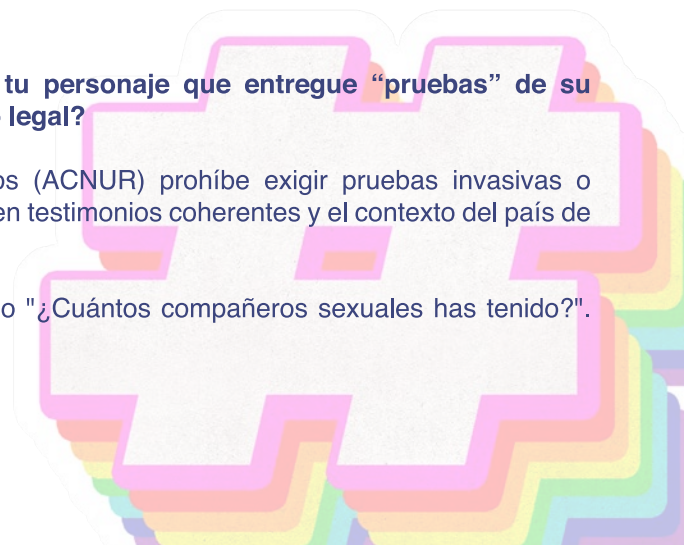 tu personaje que entregue “pruebas” de su
legal?
os (ACNUR) prohíbe exigir pruebas invasivas o
en testimonios coherentes y el contexto del país de
o "¿Cuántos compañeros sexuales has tenido?".